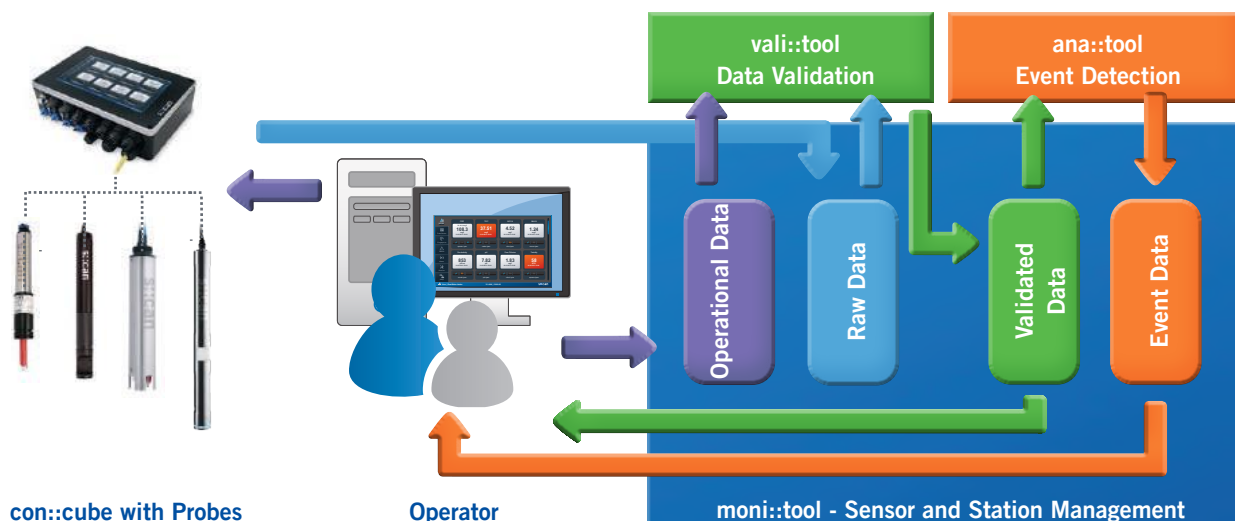 vali::tool
Data Validation
ana::tool
Event Detection
Operational Data
Raw Data
Validated
Data
Event Data
con::cube with Probes
Operator
moni::tool - Sensor and Station Management